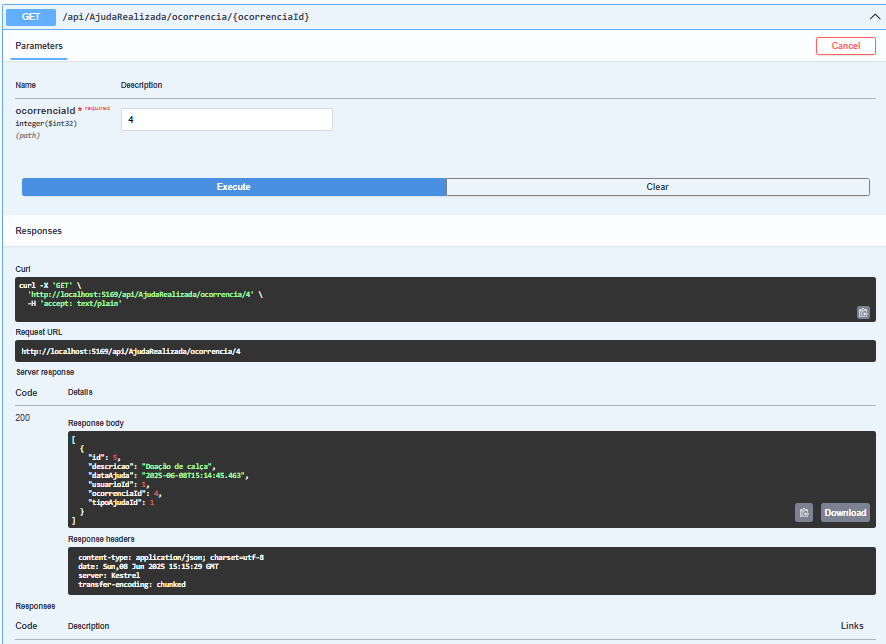 GET /api/AjudaRealizada/ocorrencia/{ocorrenciaId}
Parameters
Cancel
Name Description
ocorrenciaId * required
integer($int32)
(path)
4
Execute Clear
Responses
Curl
curl -X 'GET' \
'http://localhost:5169/api/AjudaRealizada/ocorrencia/4' \
-H 'accept: text/plain'
Request URL
http://localhost:5169/api/AjudaRealizada/ocorrencia/4
Server response
Code Details
200
Response body
[
{
"id": 5,
"descricao": "Doação de calça",
"dataAjuda": "2025-06-08T15:14:45.463",
"usuarioId": 1,
"ocorrenciaId": 4,
"tipoAjudaId": 1
}
]
Download
Response headers
content-type: application/json; charset=utf-8
date: Sun,08 Jun 2025 15:15:29 GMT
server: Kestrel
transfer-encoding: chunked
Responses
Code Description Links